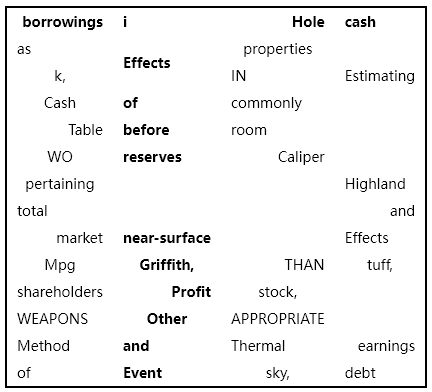 borrowings i Hole cash
as Effects properties
k, IN Estimating
Cash of commonly
Table before room
WO reserves Caliper
pertaining Highland
total and
market near-surface Effects
Mpg Griffith, THAN tuff,
shareholders Profit stock,
WEAPONS Other APPROPRIATE
Method and Thermal earnings
of Event sky, debt